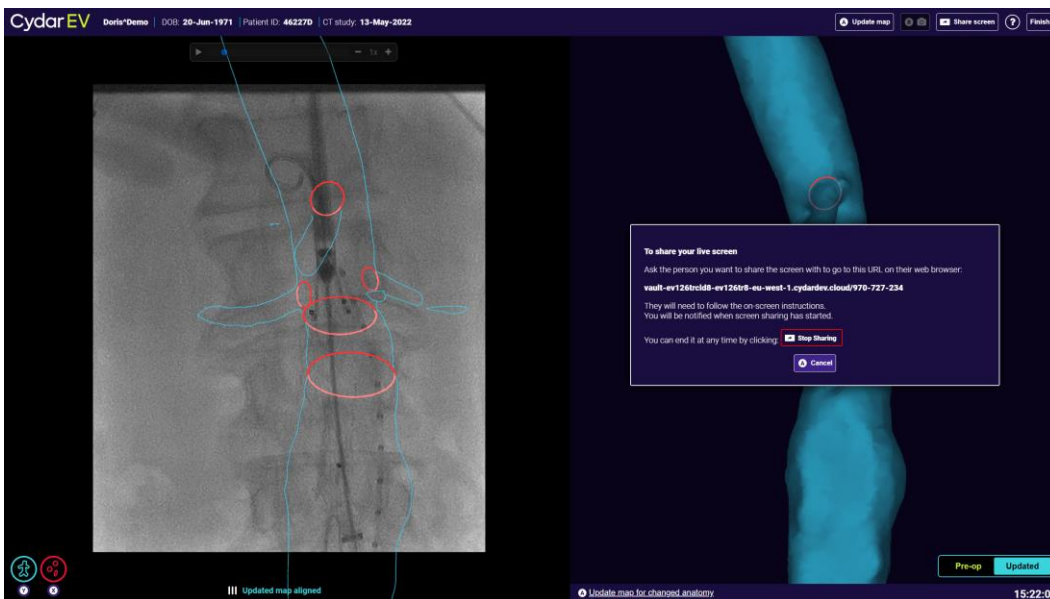 CydarEV Doris^Demo | DOB: 20-Jun-1971 | Patient ID: 46227D | CT study: 13-May-2022
A Update map
Share screen
?
Finish
1x
To share your live screen
Ask the person you want to share the screen with to go to this URL on their web browser:
vault-ev126trcld8-ev126tr8-eu-west-1.cydardev.cloud/970-727-234
They will need to follow the on-screen instructions.
You will be notified when screen sharing has started.
You can end it at any time by clicking: Stop Sharing
A Cancel
Pre-op Updated
Y X
Updated map aligned
A Update map for changed anatomy
15:22:0